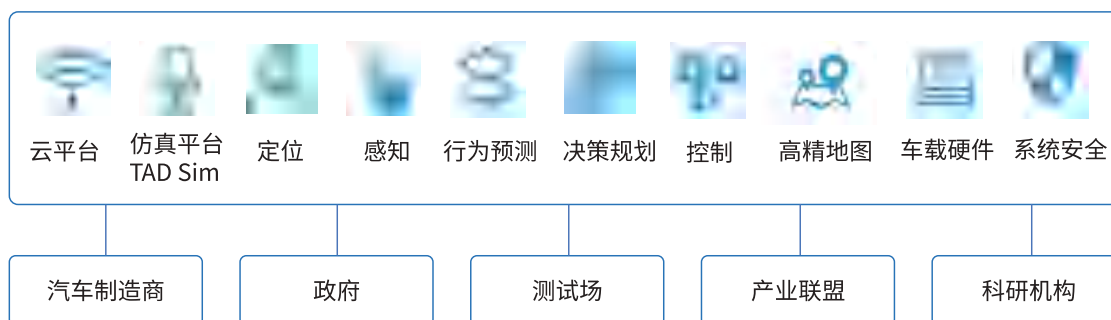 云平台
仿真平台
TAD Sim
定位
感知
行为预测
决策规划
控制
高精地图
车载硬件
系统安全
汽车制造商
政府
测试场
产业联盟
科研机构